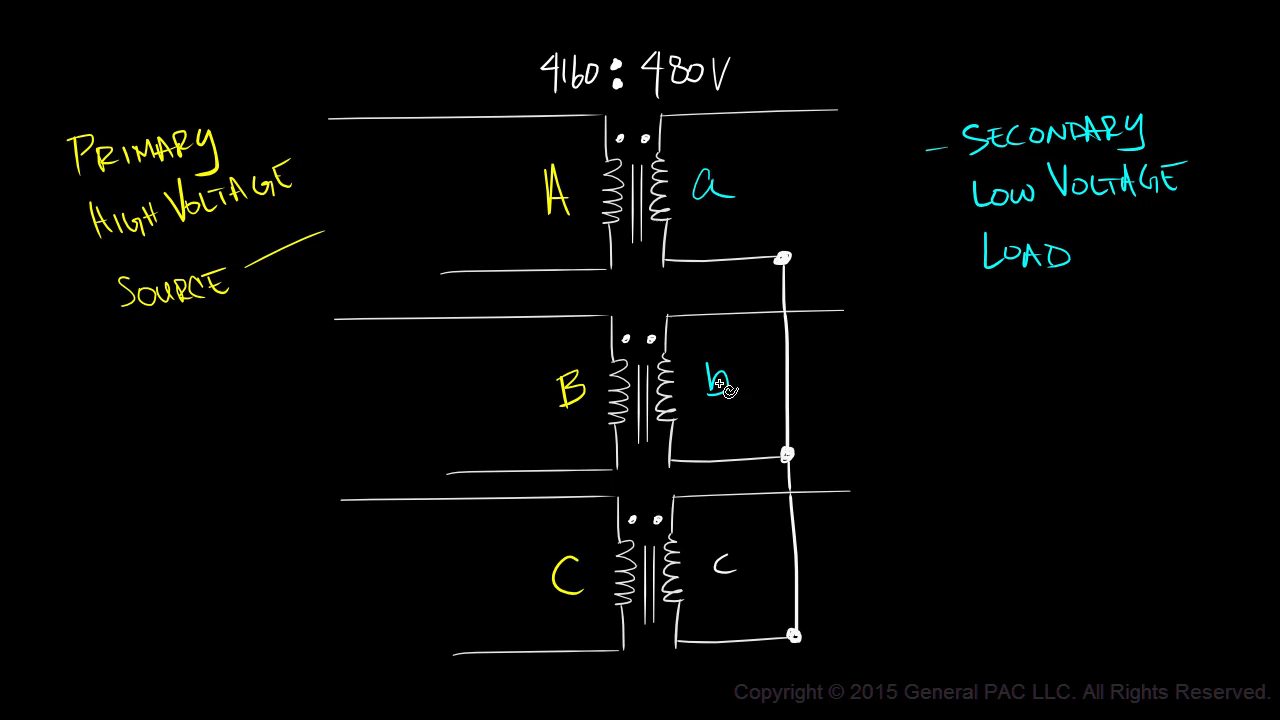 4160 : 480V
PRIMARY
HIGH VOLTAGE
SOURCE
- SECONDARY
LOW VOLTAGE
LOAD
A a
B b
C c
Copyright © 2015 General PAC LLC. All Rights Reserved.